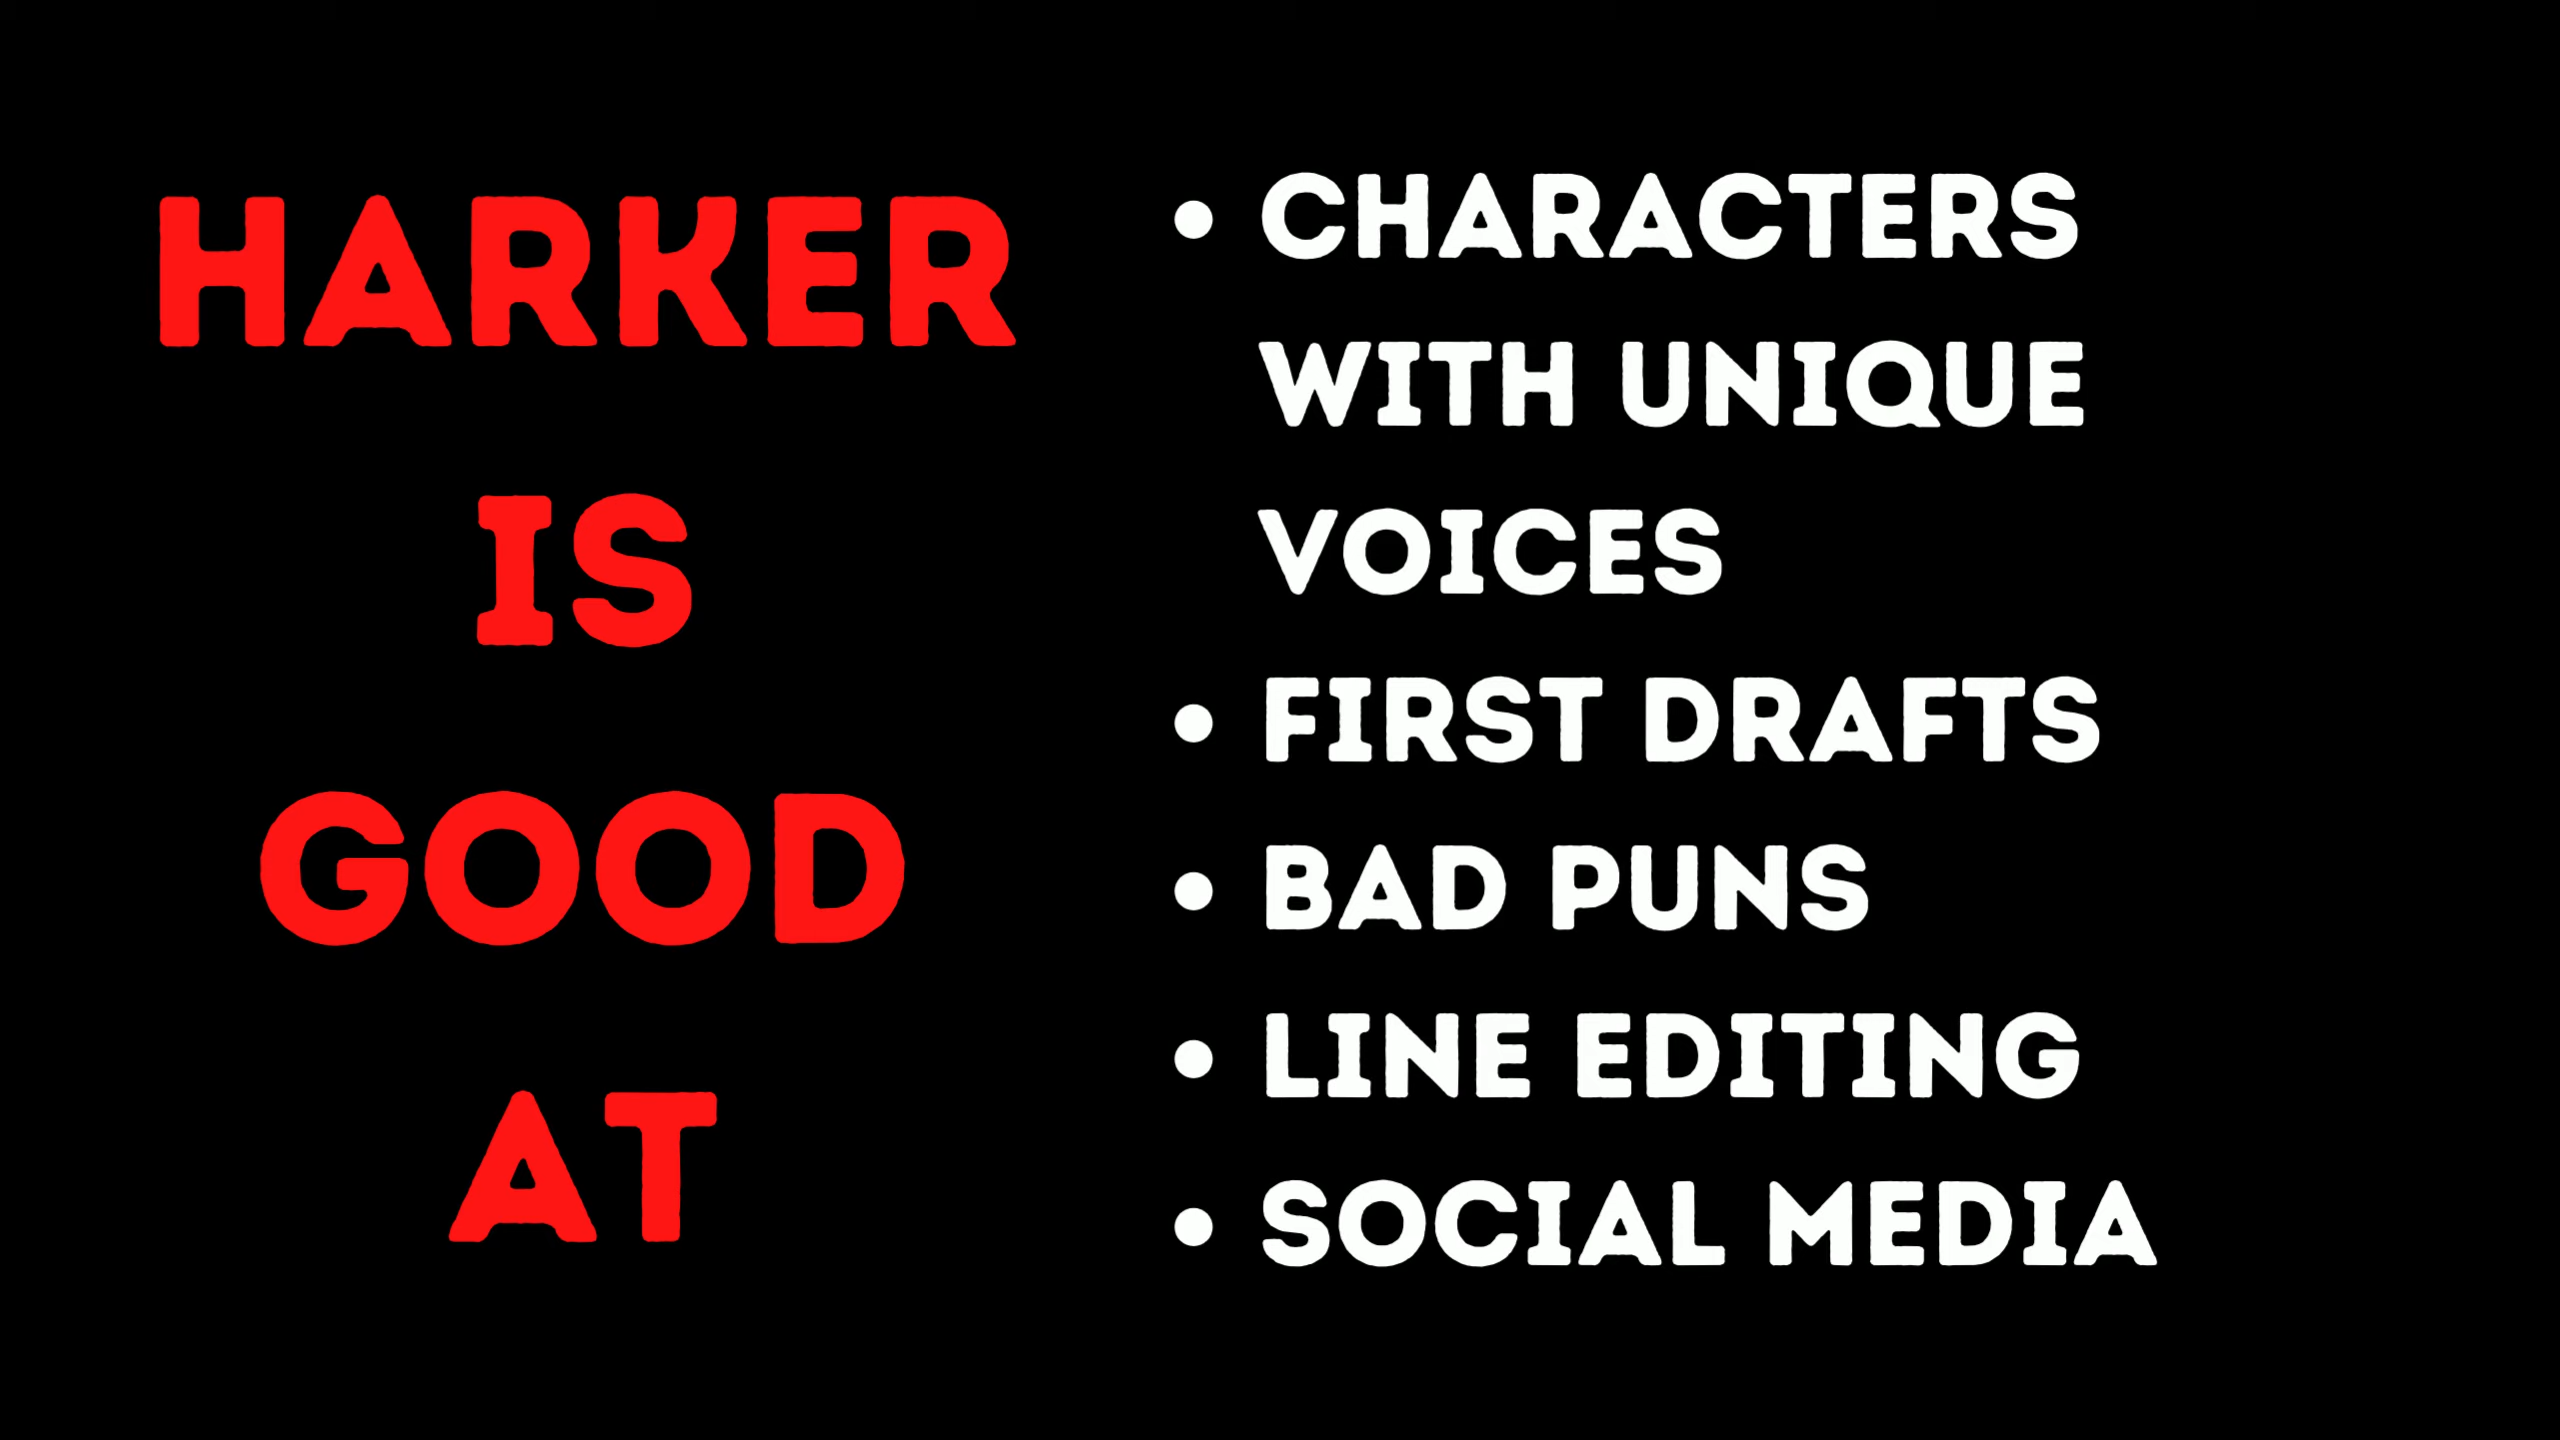 HARKER
IS
GOOD
AT
• CHARACTERS
WITH UNIQUE
VOICES
• FIRST DRAFTS
• BAD PUNS
• LINE EDITING
• SOCIAL MEDIA